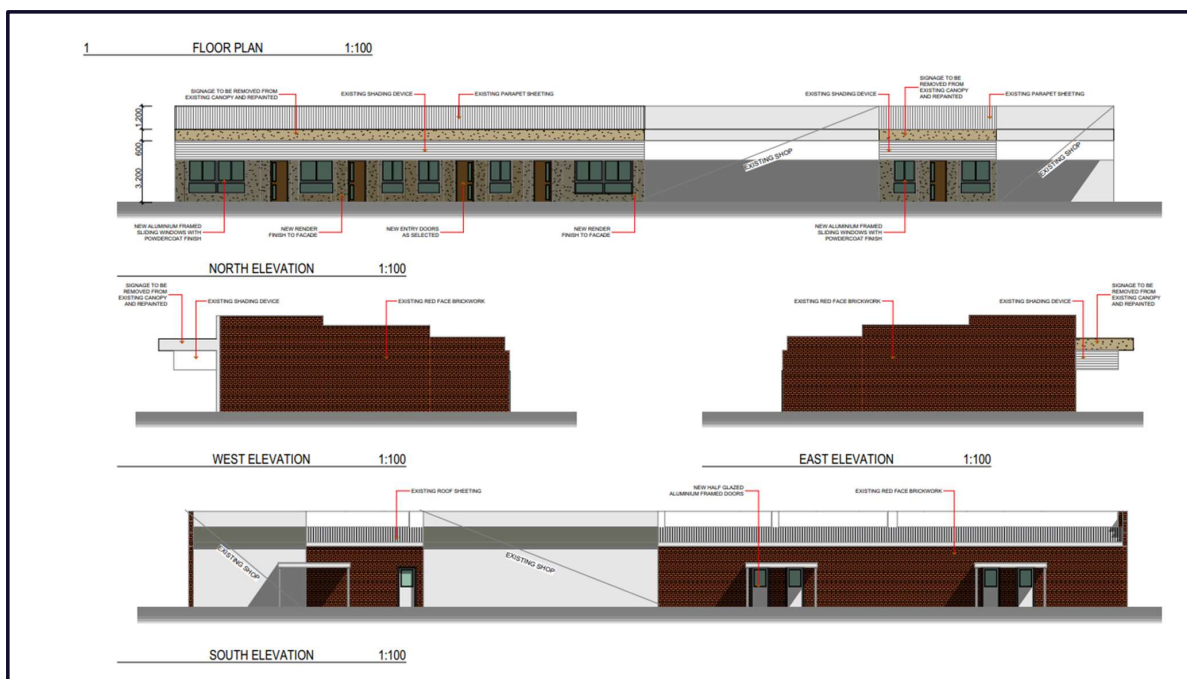 1 FLOOR PLAN 1:100
SIGNAGE TO BE REMOVED FROM
EXISTING CANOPY AND REPAINTED
EXISTING SHADING DEVICE
EXISTING PARAPET SHEETING
EXISTING SHADING DEVICE
SIGNAGE TO BE
REMOVED FROM
EXISTING CANOPY
AND REPAINTED
EXISTING PARAPET SHEETING
1.200
600
3.200
EXISTING SHOP
EXISTING SHOP
NEW ALUMINIUM FRAMED
SLIDING WINDOWS WITH
POWDERCOAT FINISH
NEW RENDER
FINISH TO FACADE
NEW ENTRY DOORS
AS SELECTED
NEW RENDER
FINISH TO FACADE
NEW ALUMINIUM FRAMED
SLIDING WINDOWS WITH
POWDERCOAT FINISH
NORTH ELEVATION 1:100
SIGNAGE TO BE
REMOVED FROM
EXISTING CANOPY
AND REPAINTED
EXISTING SHADING DEVICE
EXISTING RED FACE BRICKWORK
EXISTING RED FACE BRICKWORK
EXISTING SHADING DEVICE
SIGNAGE TO BE
REMOVED FROM
EXISTING CANOPY
AND REPAINTED
WEST ELEVATION 1:100
EAST ELEVATION 1:100
EXISTING ROOF SHEETING
NEW HALF GLAZED
ALUMINIUM FRAMED DOORS
EXISTING RED FACE BRICKWORK
EXISTING SHOP
EXISTING SHOP
SOUTH ELEVATION 1:100